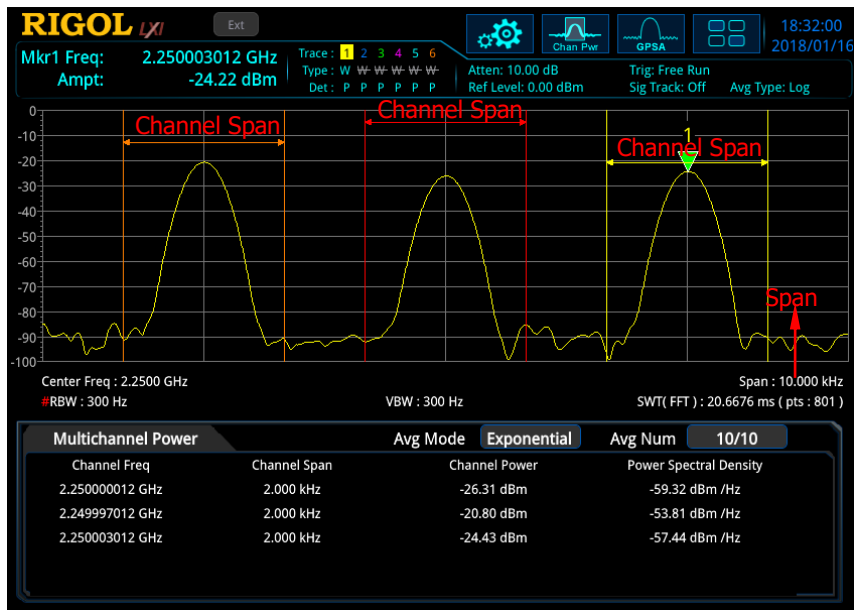 RIGOL LXI Ext 18:32:00
Chan Pwr GPSA 2018/01/16
Mkr1 Freq: 2.250003012 GHz
Ampt: -24.22 dBm
Trace : 1 2 3 4 5 6
Type : W W W W W W
Det : P P P P P P
Atten: 10.00 dB Trig: Free Run
Ref Level: 0.00 dBm Sig Track: Off Avg Type: Log
0
-10
-20
-30
-40
-50
-60
-70
-80
-90
-100
Channel Span
Channel Span
1
Channel Span
Span
Center Freq : 2.2500 GHz Span : 10.000 kHz
#RBW : 300 Hz VBW : 300 Hz SWT( FFT ) : 20.6676 ms ( pts : 801 )
Multichannel Power Avg Mode Exponential Avg Num 10/10
Channel Freq Channel Span Channel Power Power Spectral Density
2.250000012 GHz 2.000 kHz -26.31 dBm -59.32 dBm /Hz
2.249997012 GHz 2.000 kHz -20.80 dBm -53.81 dBm /Hz
2.250003012 GHz 2.000 kHz -24.43 dBm -57.44 dBm /Hz